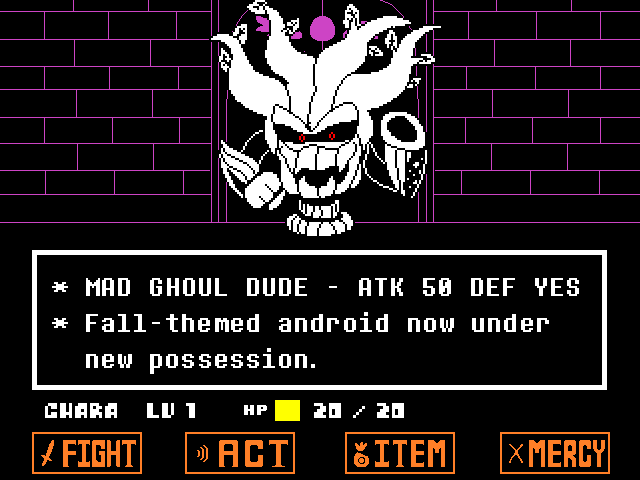 * MAD GHOUL DUDE - ATK 50 DEF YES
* Fall-themed android now under
new possession.
CHARA LV 1 HP 20 / 20
FIGHT ACT ITEM MERCY